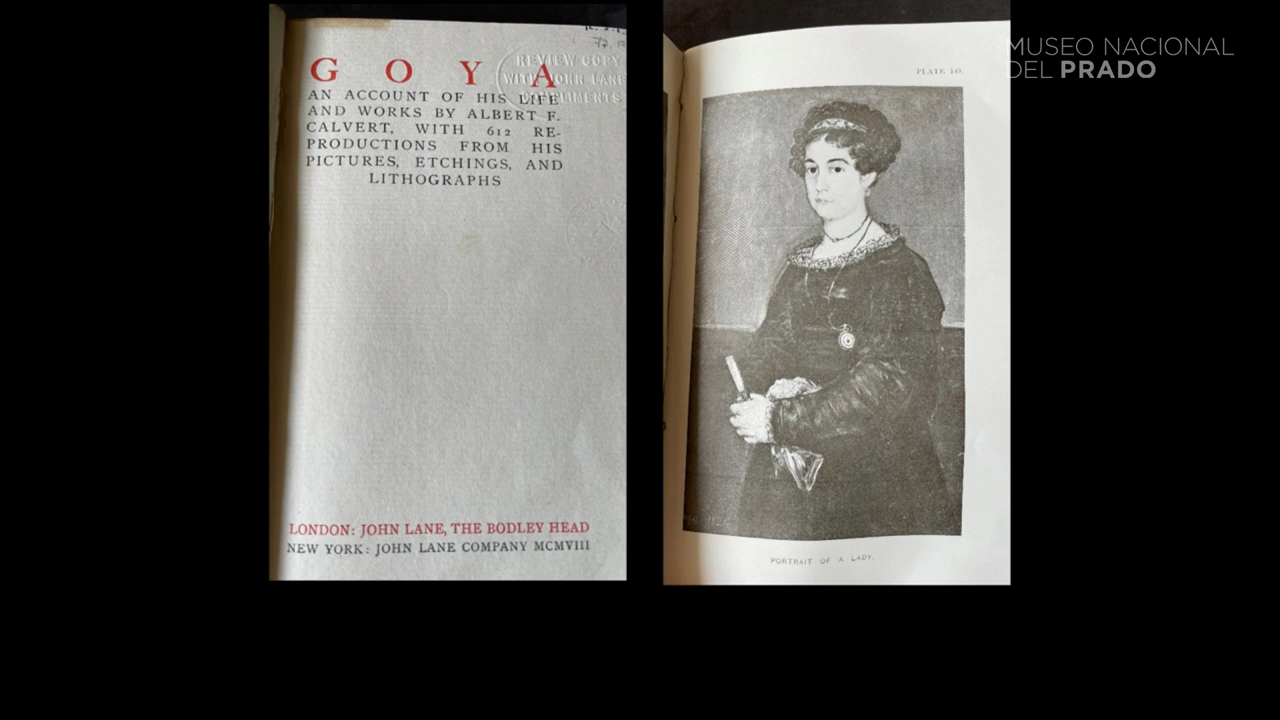 GOYA
AN ACCOUNT OF HIS LIFE
AND WORKS BY ALBERT F.
CALVERT, WITH 612 RE-
PRODUCTIONS FROM HIS
PICTURES, ETCHINGS, AND
LITHOGRAPHS
REVIEW COPY
WITH JOHN LANE
COMPLIMENTS
LONDON: JOHN LANE, THE BODLEY HEAD
NEW YORK: JOHN LANE COMPANY MCMVIII
PLATE 149.
PORTRAIT OF A LADY.
MUSEO NACIONAL
DEL PRADO